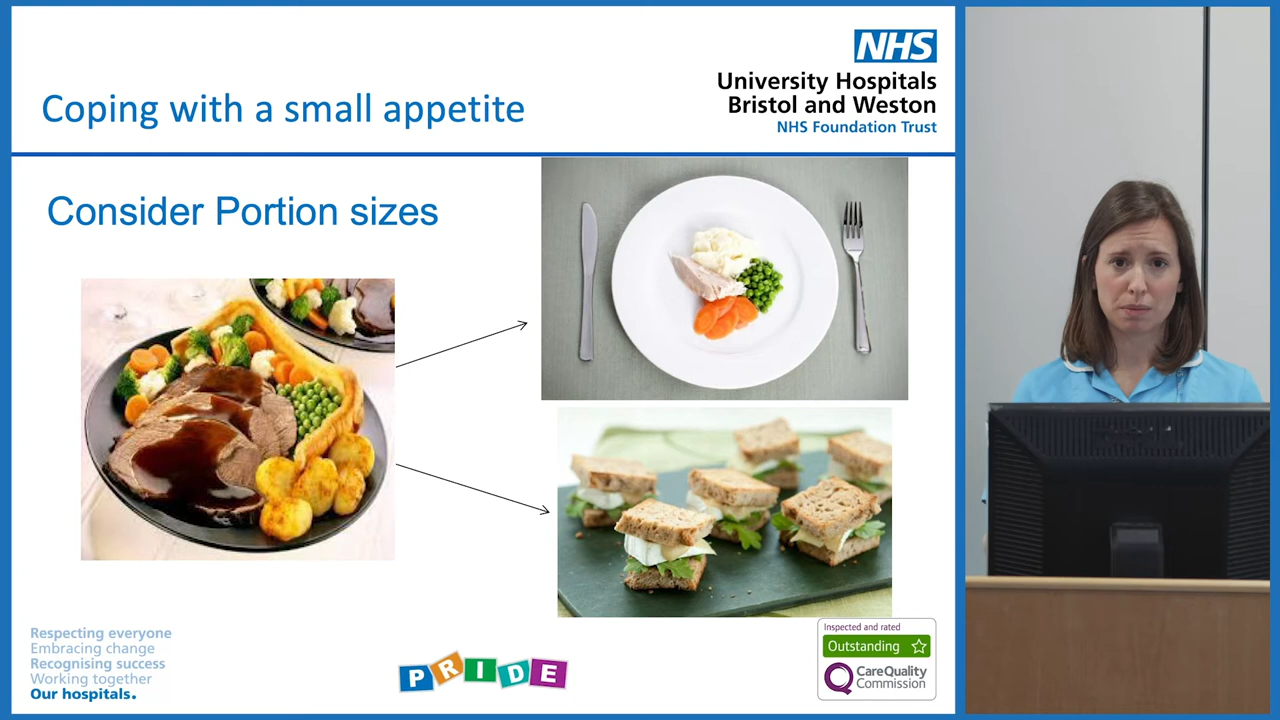 Coping with a small appetite
NHS
University Hospitals
Bristol and Weston
NHS Foundation Trust
Consider Portion sizes
Respecting everyone
Embracing change
Recognising success
Working together
Our hospitals.
PRIDE
Inspected and rated
Outstanding
CareQuality
Commission